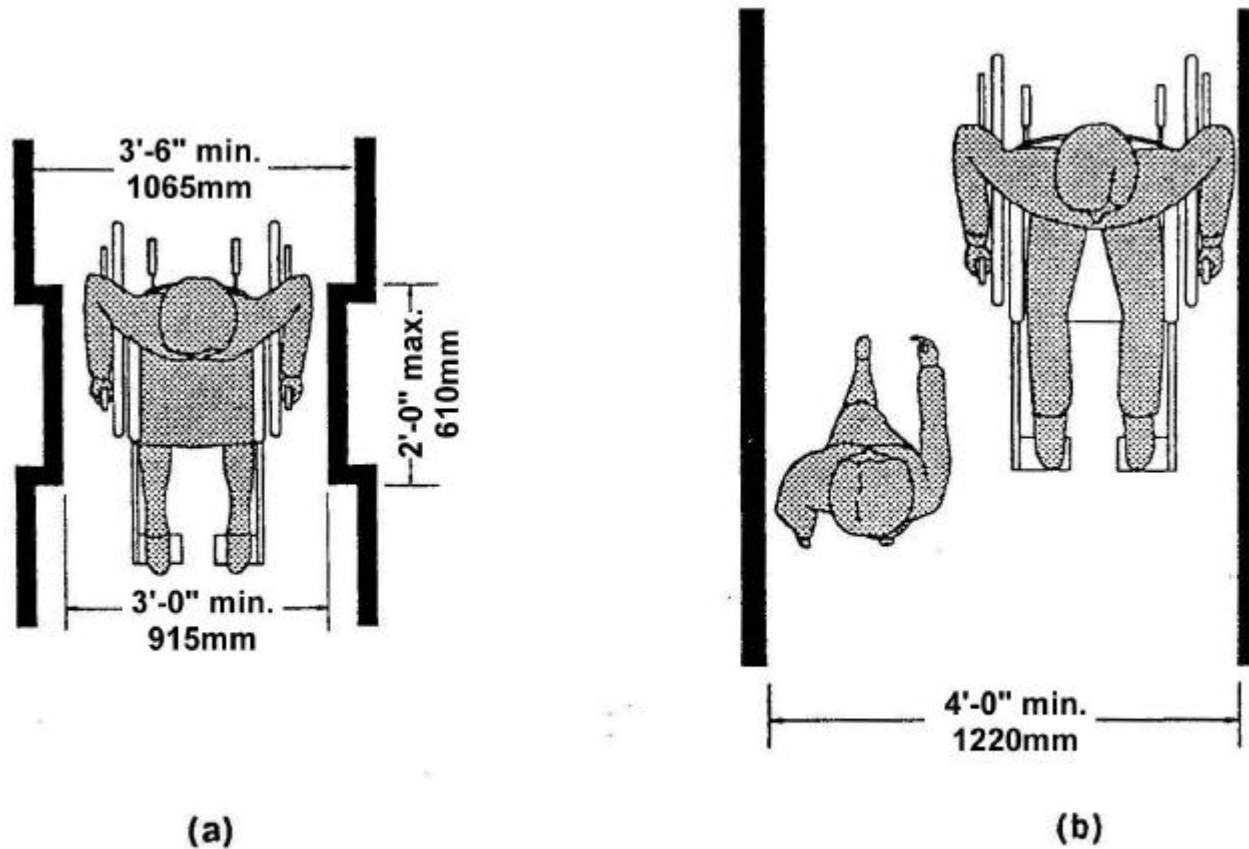 3'-6" min.
1065mm
2'-0" max.
610mm
3'-0" min.
915mm
4'-0" min.
1220mm
(a)
(b)